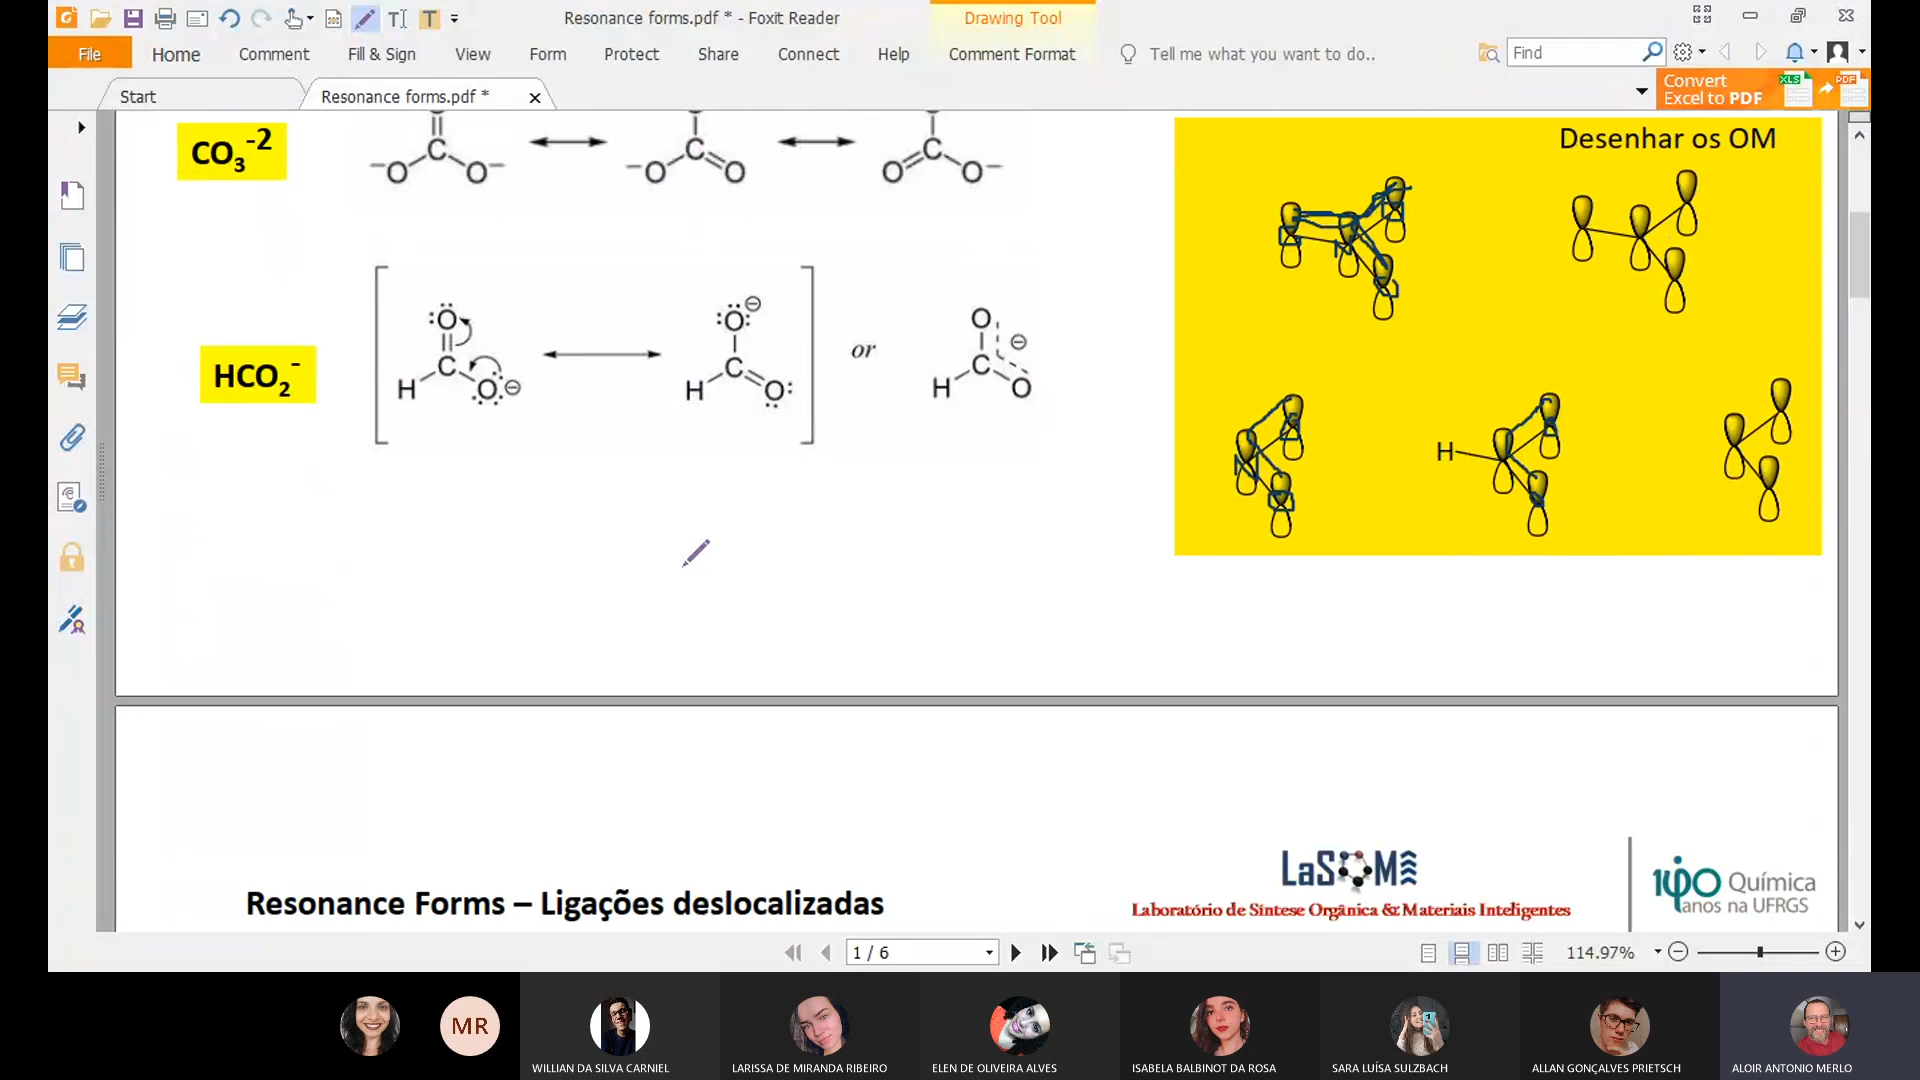 Resonance forms.pdf * - Foxit Reader
Drawing Tool
File
Home
Comment
Fill & Sign
View
Form
Protect
Share
Connect
Help
Comment Format
Tell me what you want to do..
Find
Start
Resonance forms.pdf *
Convert
Excel to PDF
XLS
PDF
CO3-2
C
−O
O−
C
−O
O
C
O
O−
Desenhar os OM
HCO2-
:Ö
C
H
:O:⊖
:Ö:⊖
C
H
O:
or
O
⊖
C
H
O
H
Resonance Forms – Ligações deslocalizadas
LaSOMI
Laboratório de Síntese Orgânica & Materiais Inteligentes
100 Química
anos na UFRGS
1 / 6
114.97%
MR
WILLIAN DA SILVA CARNIEL
LARISSA DE MIRANDA RIBEIRO
ELEN DE OLIVEIRA ALVES
ISABELA BALBINOT DA ROSA
SARA LUÍSA SULZBACH
ALLAN GONÇALVES PRIETSCH
ALOIR ANTONIO MERLO